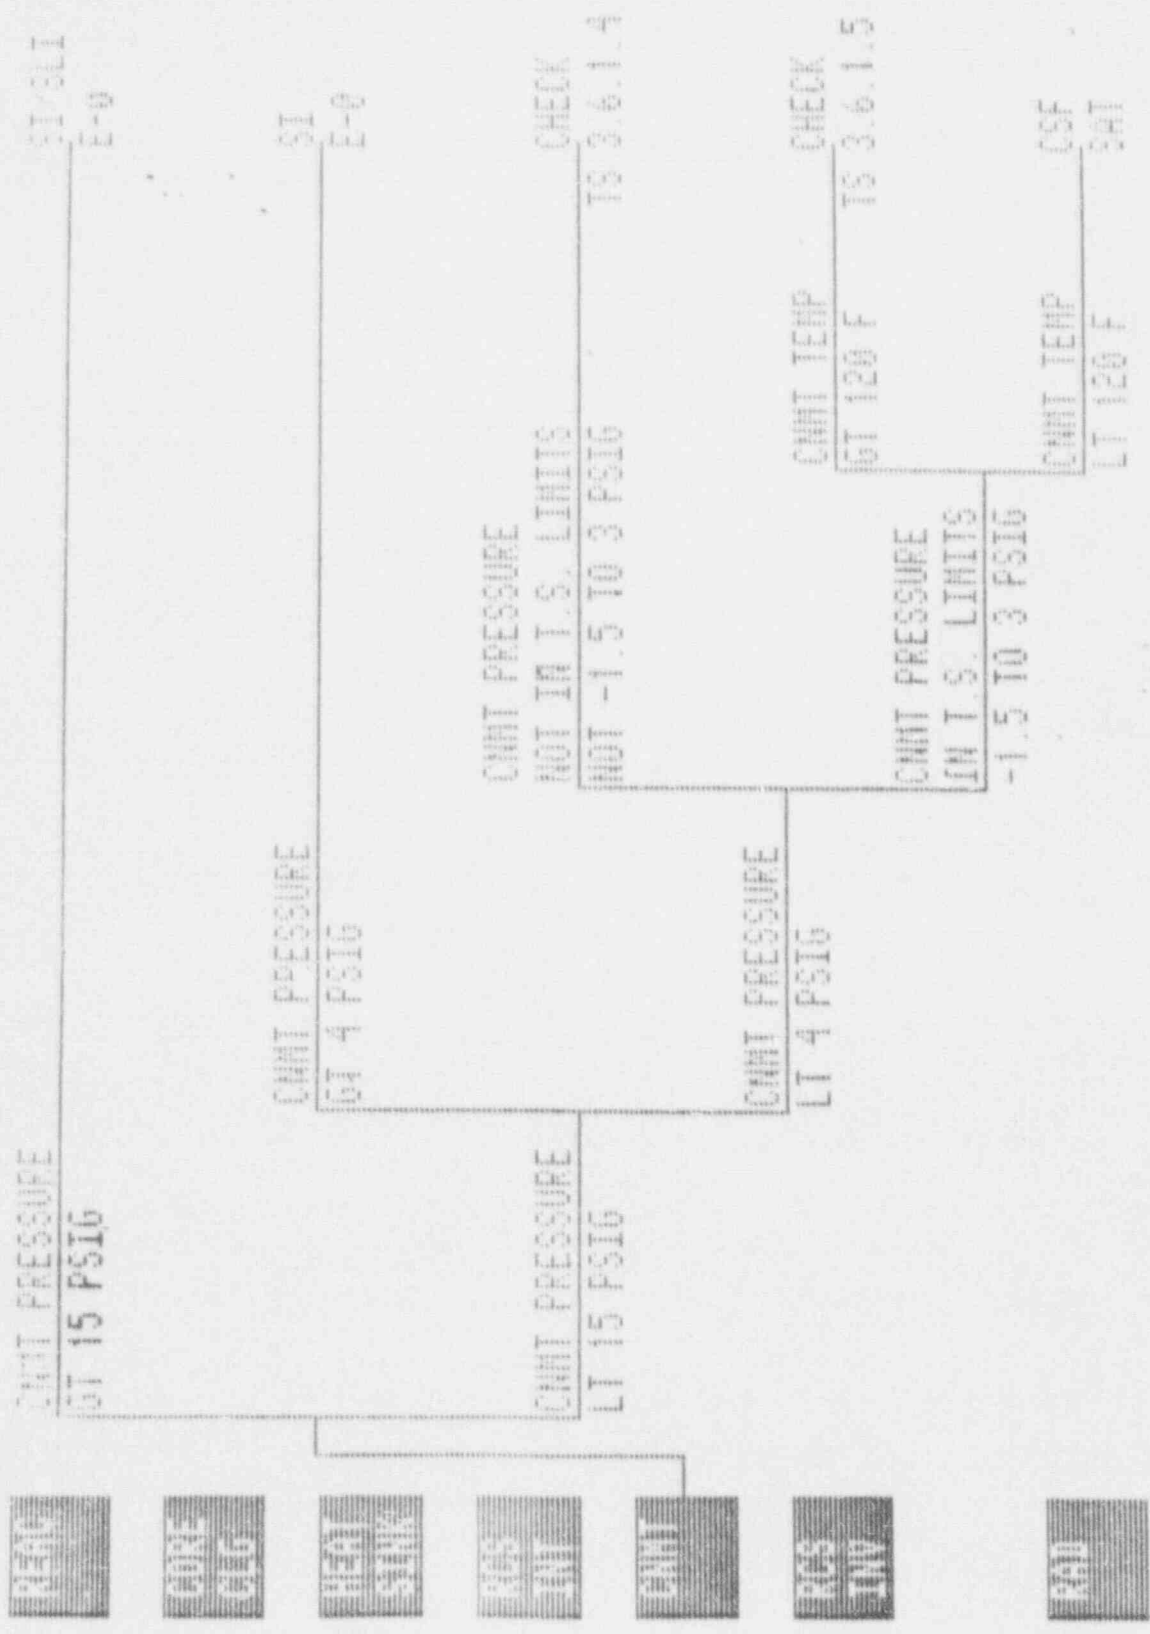 REAC
CORE
CLG
HEAT
SINK
RCS
INT
CNMT
RCS
INV
RAD
CNMT PRESSURE
GT 15 PSIG
SI/SLI
E-0
CNMT PRESSURE
LT 15 PSIG
CNMT PRESSURE
GT 4 PSIG
SI
E-0
CNMT PRESSURE
LT 4 PSIG
CNMT PRESSURE
NOT IN T.S. LIMITS
NOT -1.5 TO 3 PSIG
CHECK
TS 3.6.1.4
CNMT PRESSURE
IN T.S. LIMITS
-1.5 TO 3 PSIG
CNMT TEMP
GT 120 F
CHECK
TS 3.6.1.5
CNMT TEMP
LT 120 F
CSF
SAT